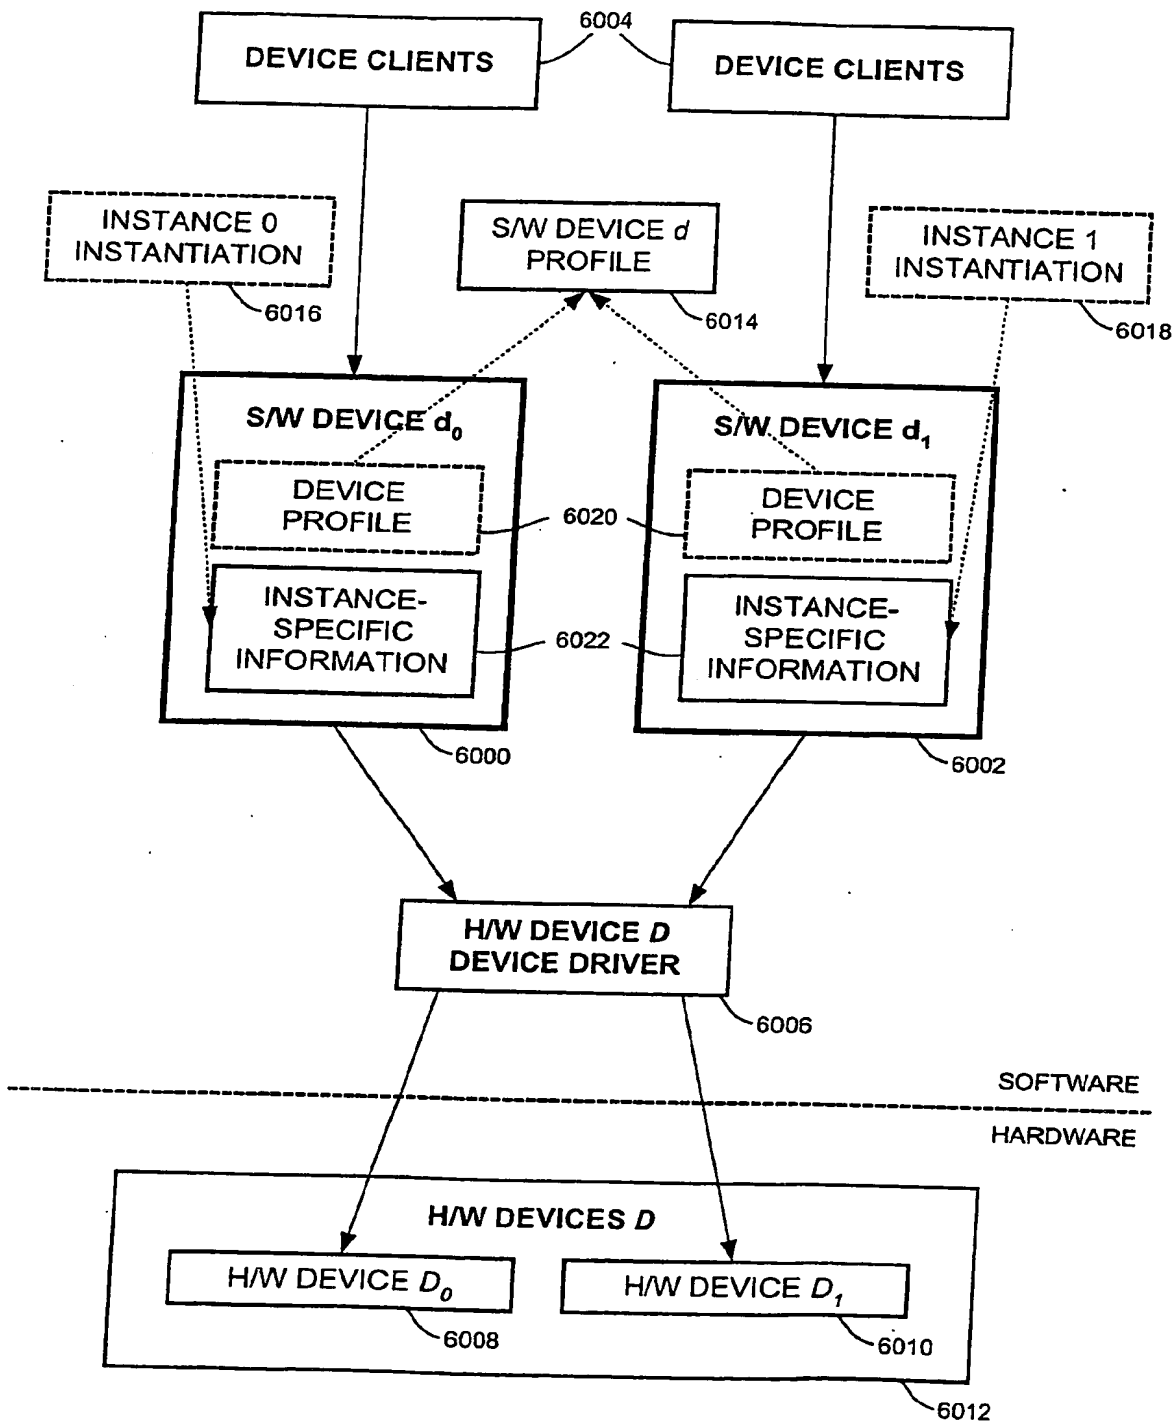 6004
DEVICE CLIENTS
DEVICE CLIENTS
INSTANCE 0
INSTANTIATION
6016
S/W DEVICE d
PROFILE
6014
INSTANCE 1
INSTANTIATION
6018
S/W DEVICE d0
DEVICE
PROFILE
INSTANCE-
SPECIFIC
INFORMATION
6000
6020
6022
S/W DEVICE d1
DEVICE
PROFILE
INSTANCE-
SPECIFIC
INFORMATION
6002
H/W DEVICE D
DEVICE DRIVER
6006
SOFTWARE
HARDWARE
H/W DEVICES D
H/W DEVICE D0
6008
H/W DEVICE D1
6010
6012